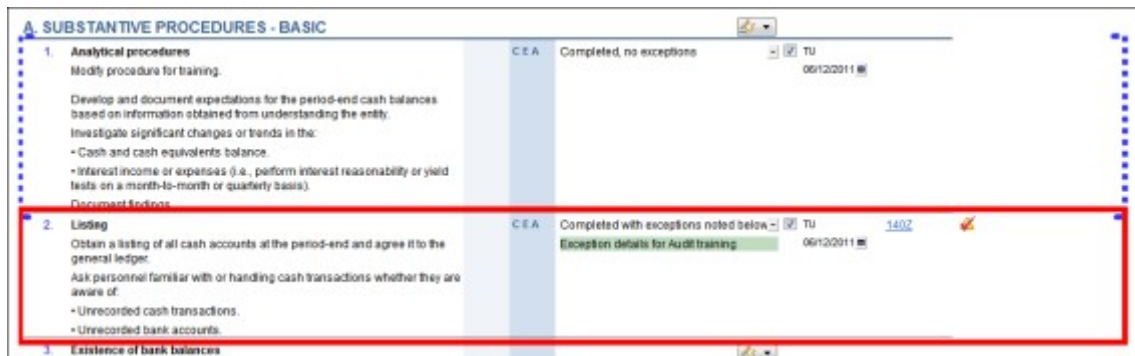 A. SUBSTANTIVE PROCEDURES - BASIC
1. Analytical procedures C E A Completed, no exceptions TU
Modify procedure for training. 06/12/2011
Develop and document expectations for the period-end cash balances
based on information obtained from understanding the entity.
Investigate significant changes or trends in the:
• Cash and cash equivalents balance.
• Interest income or expenses (i.e., perform interest reasonability or yield
tests on a month-to-month or quarterly basis).
Document findings.
2. Listing C E A Completed with exceptions noted below TU 140Z
Obtain a listing of all cash accounts at the period-end and agree it to the Exception details for Audit training 06/12/2011
general ledger.
Ask personnel familiar with or handling cash transactions whether they are
aware of:
• Unrecorded cash transactions.
• Unrecorded bank accounts.
3. Existence of bank balances